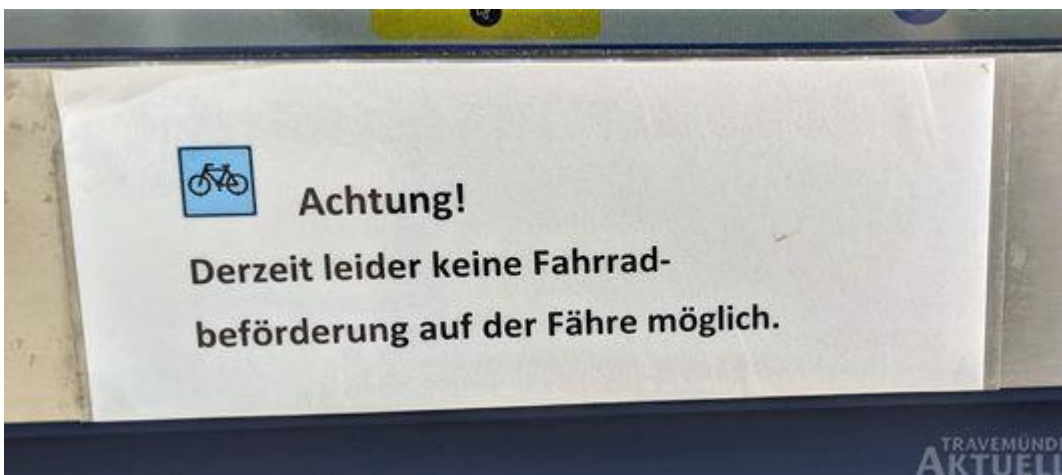 Achtung!
Derzeit leider keine Fahrrad-
beförderung auf der Fähre möglich.
TRAVEMÜNDE
AKTUELL